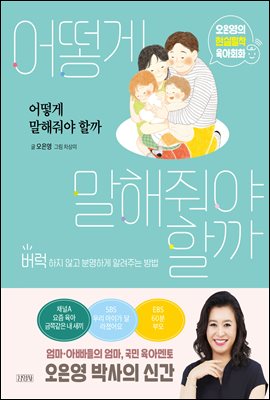 어떻게
말해줘야
할까
오은영의
현실밀착
육아회화
어떻게
말해줘야 할까
글 오은영 그림 차상미
버럭 하지 않고 분명하게 알려주는 방법
채널A
요즘 육아
금쪽같은 내 새끼
SBS
우리 아이가 달
라졌어요
EBS
60분
부모
엄마·아빠들의 엄마, 국민 육아멘토
오은영 박사의 신간
김영사